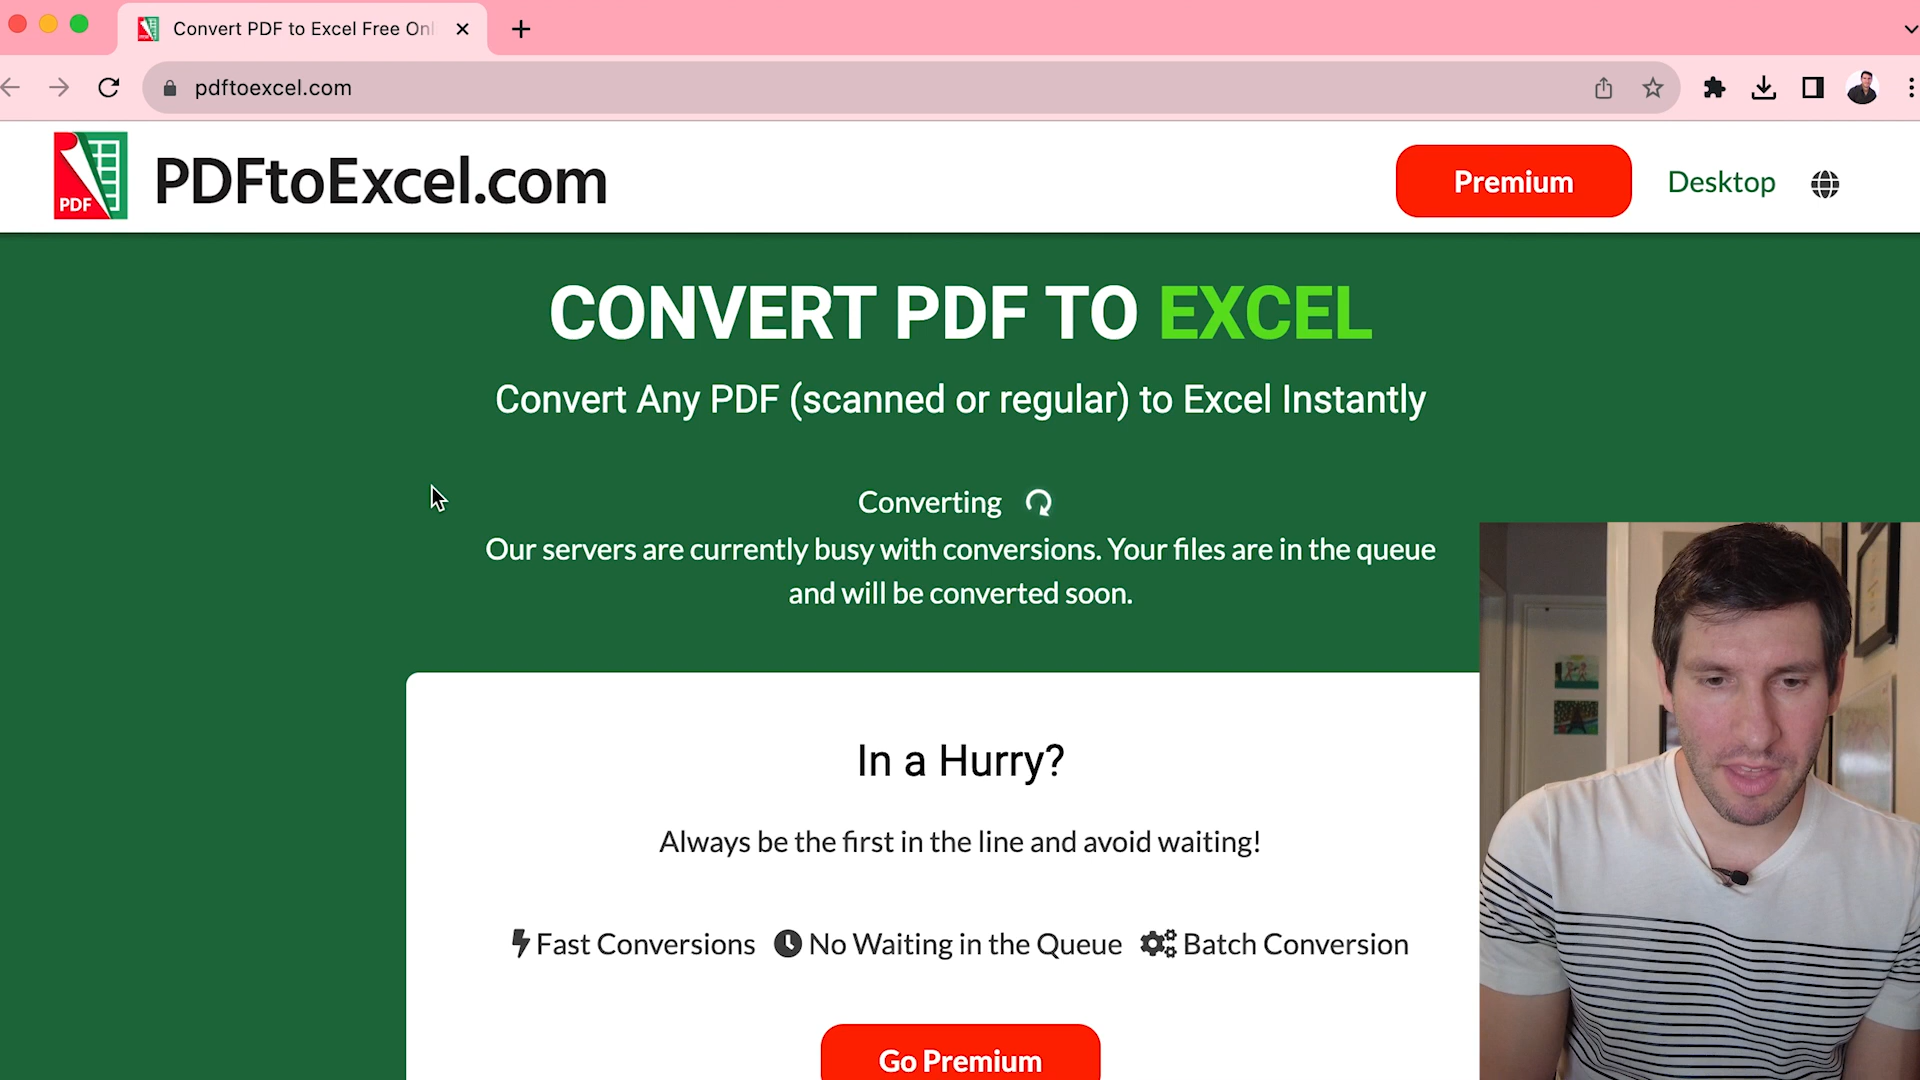 Convert PDF to Excel Free Onl
pdftoexcel.com
PDF
PDFtoExcel.com
Premium
Desktop
CONVERT PDF TO EXCEL
Convert Any PDF (scanned or regular) to Excel Instantly
Converting
Our servers are currently busy with conversions. Your files are in the queue
and will be converted soon.
In a Hurry?
Always be the first in the line and avoid waiting!
Fast Conversions No Waiting in the Queue Batch Conversion
Go Premium